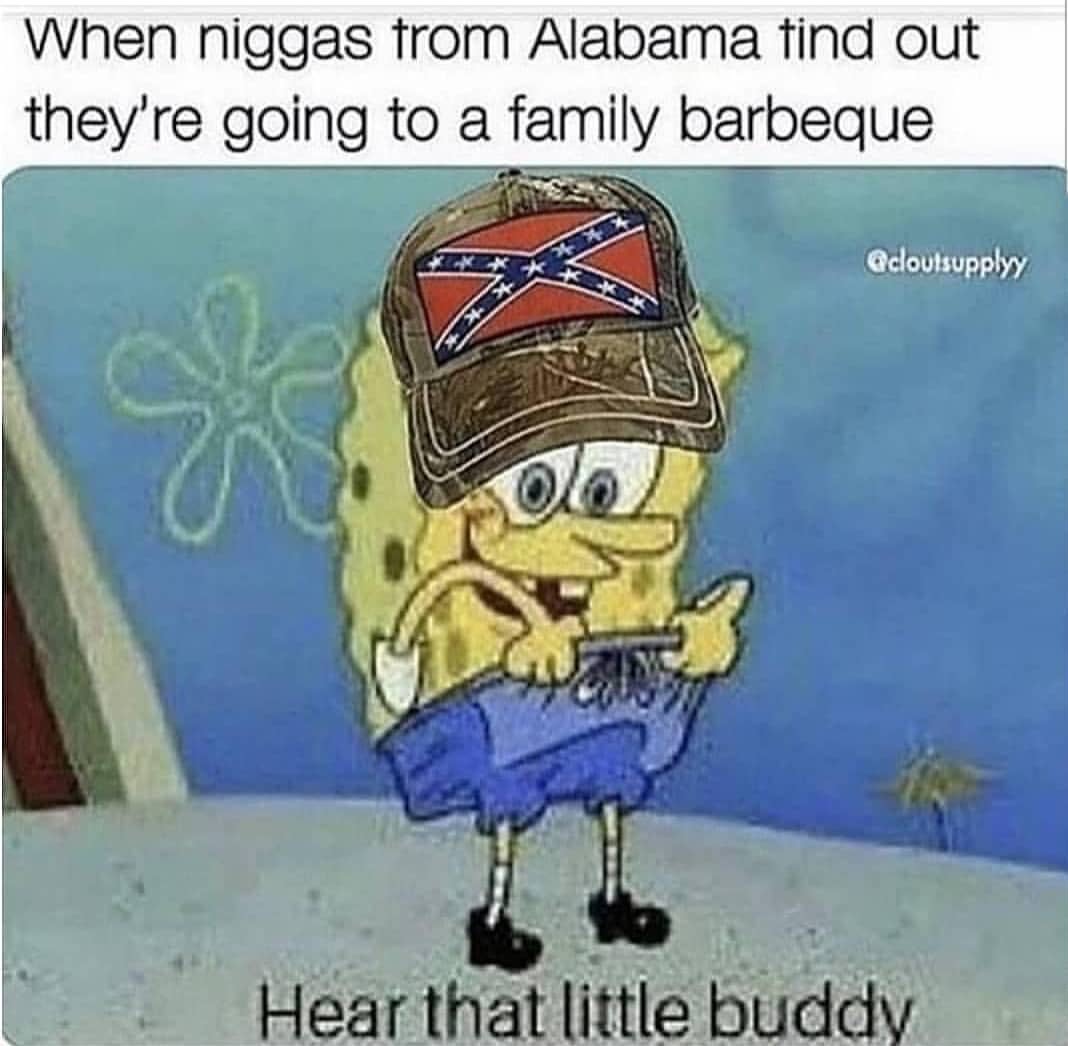 When niggas from Alabama find out
they're going to a family barbeque
@cloutsupplyy
Hear that little buddy